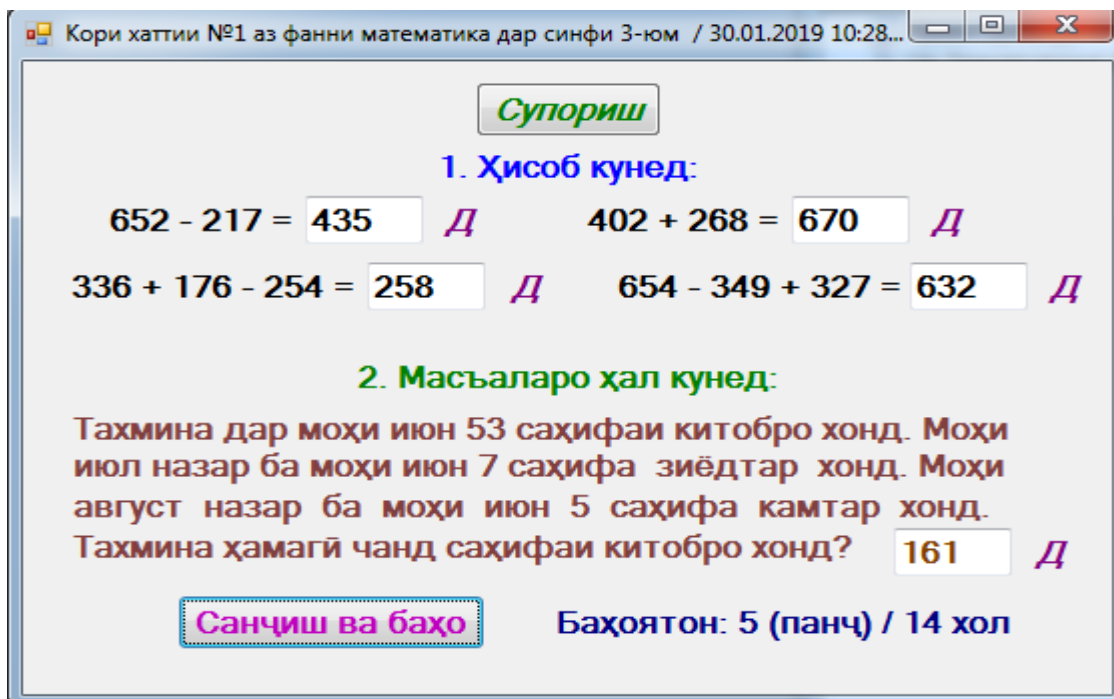 Кори хаттии №1 аз фанни математика дар синфи 3-юм / 30.01.2019 10:28...
Супориш
1. Ҳисоб кунед:
652 - 217 = 435 Д 402 + 268 = 670 Д
336 + 176 - 254 = 258 Д 654 - 349 + 327 = 632 Д
2. Масъаларо ҳал кунед:
Тахмина дар моҳи июн 53 саҳифаи китобро хонд. Моҳи
июл назар ба моҳи июн 7 саҳифа зиёдтар хонд. Моҳи
август назар ба моҳи июн 5 саҳифа камтар хонд.
Тахмина ҳамагӣ чанд саҳифаи китобро хонд? 161 Д
Санҷиш ва баҳо Баҳоятон: 5 (панҷ) / 14 хол